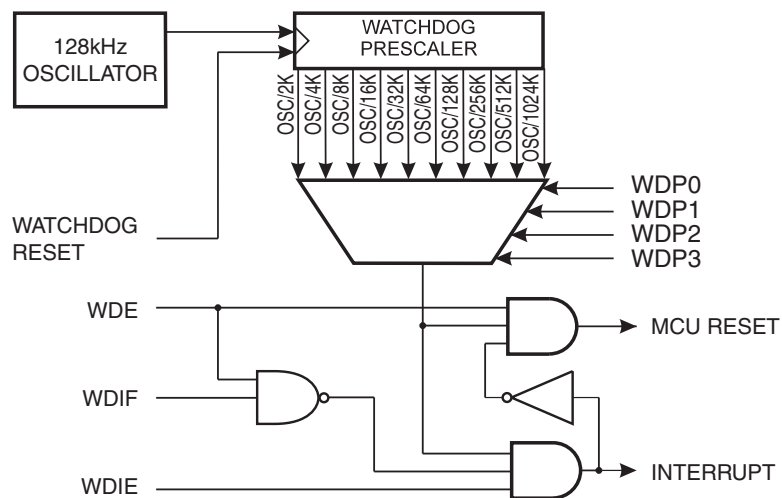 128kHz
OSCILLATOR
WATCHDOG
PRESCALER
OSC/2K
OSC/4K
OSC/8K
OSC/16K
OSC/32K
OSC/64K
OSC/128K
OSC/256K
OSC/512K
OSC/1024K
WDP0
WDP1
WDP2
WDP3
WATCHDOG
RESET
WDE
MCU RESET
WDIF
WDIE
INTERRUPT